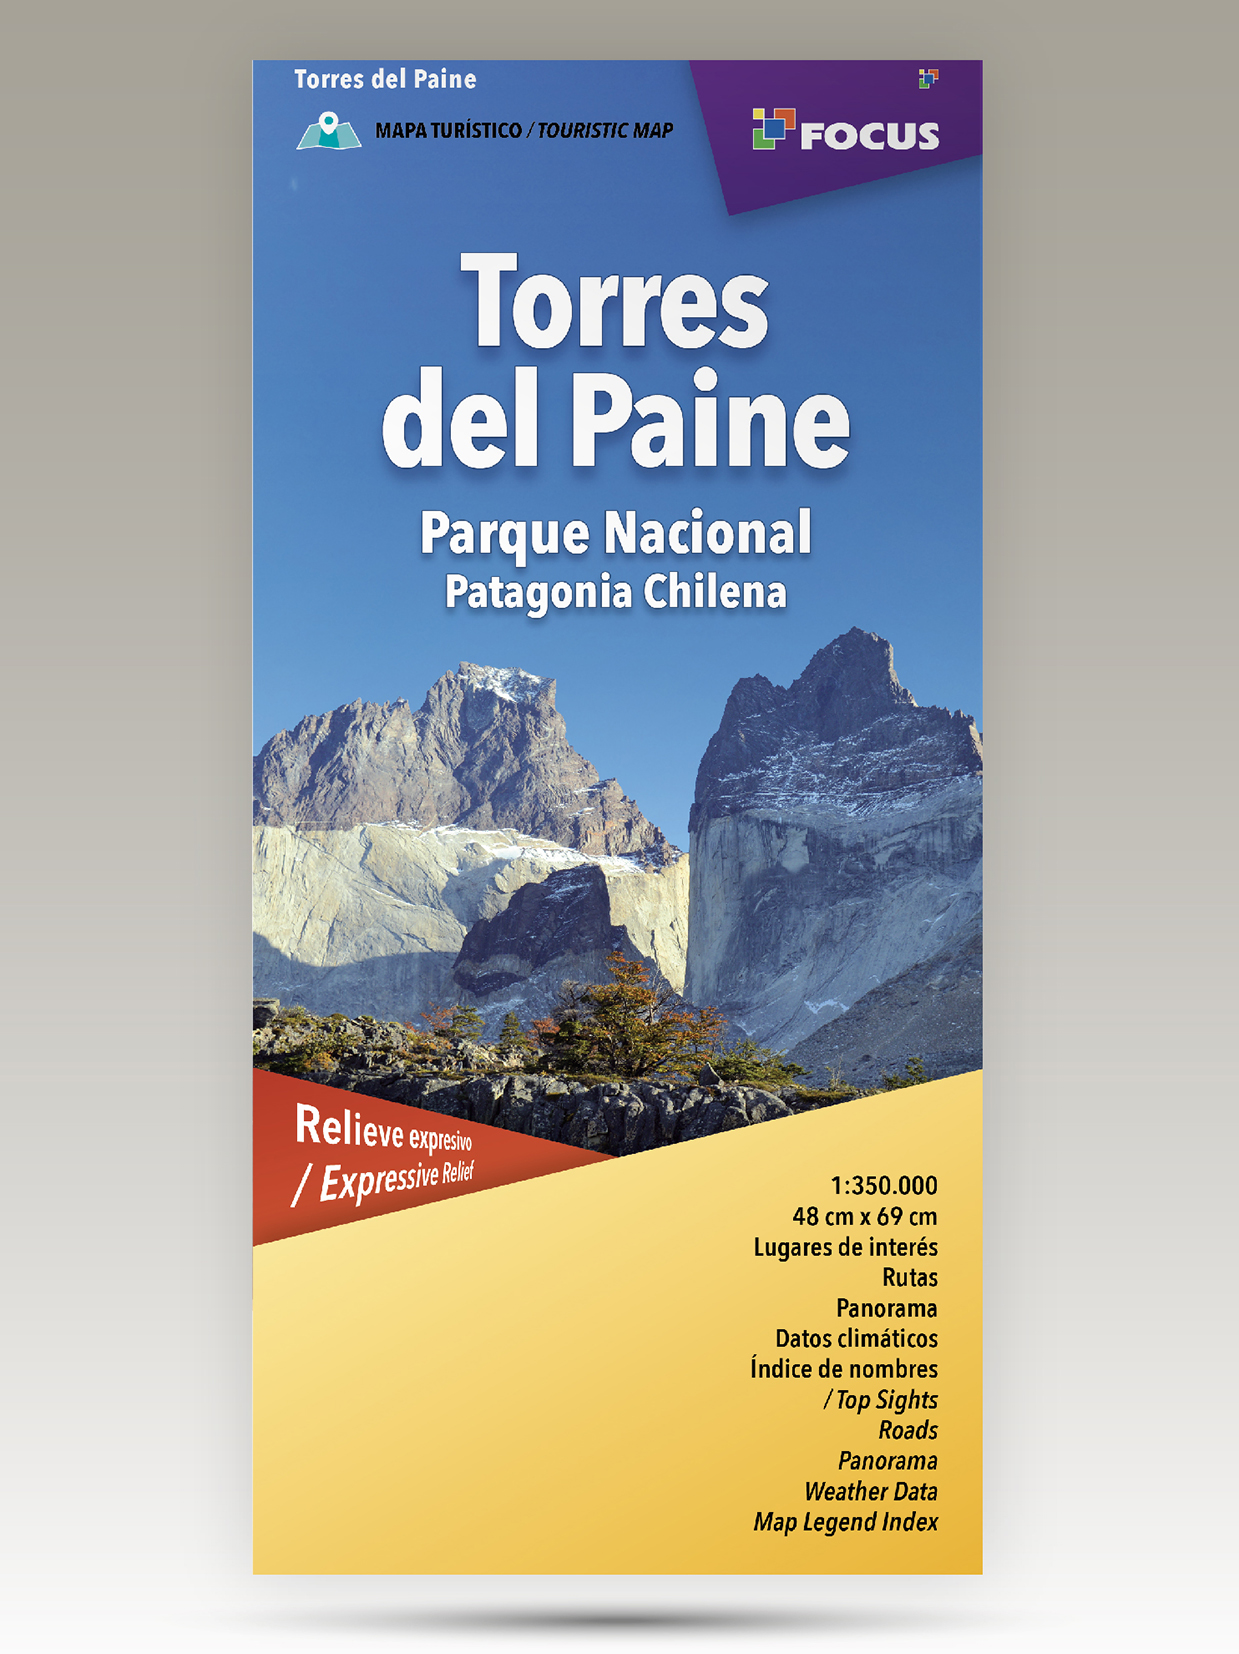 Torres del Paine
MAPA TURÍSTICO / TOURISTIC MAP
FOCUS
Torres
del Paine
Parque Nacional
Patagonia Chilena
Relieve expresivo
/ Expressive Relief
1:350.000
48 cm x 69 cm
Lugares de interés
Rutas
Panorama
Datos climáticos
Índice de nombres
/ Top Sights
Roads
Panorama
Weather Data
Map Legend Index